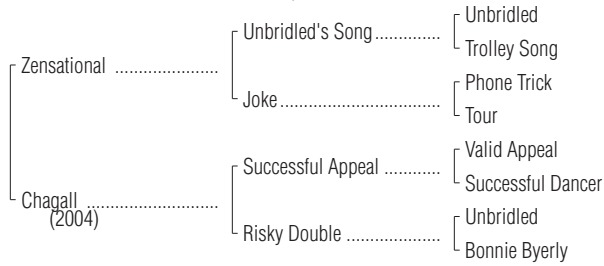 Unbridled
Unbridled's Song ..............
Trolley Song
Zensational ......................
Phone Trick
Joke ..................................
Tour
Valid Appeal
Successful Appeal ............
Successful Dancer
Chagall ............................
(2004)
Unbridled
Risky Double ....................
Bonnie Byerly